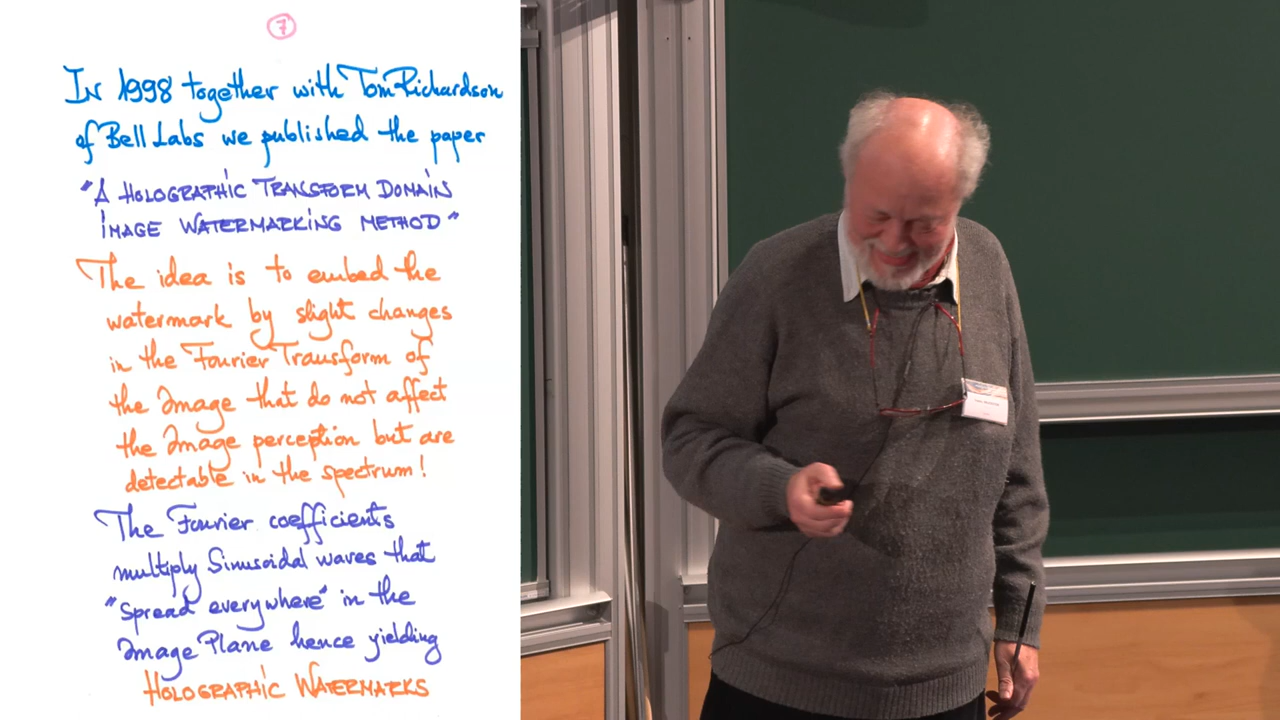 7
In 1998 together with Tom Richardson
of Bell Labs we published the paper
"A HOLOGRAPHIC TRANSFORM DOMAIN
IMAGE WATERMARKING METHOD"
The idea is to embed the
watermark by slight changes
in the Fourier Transform of
the Image that do not affect
the Image perception but are
detectable in the spectrum!
The Fourier coefficients
multiply Sinusoidal waves that
"Spread everywhere" in the
Image Plane hence yielding
HOLOGRAPHIC WATERMARKS